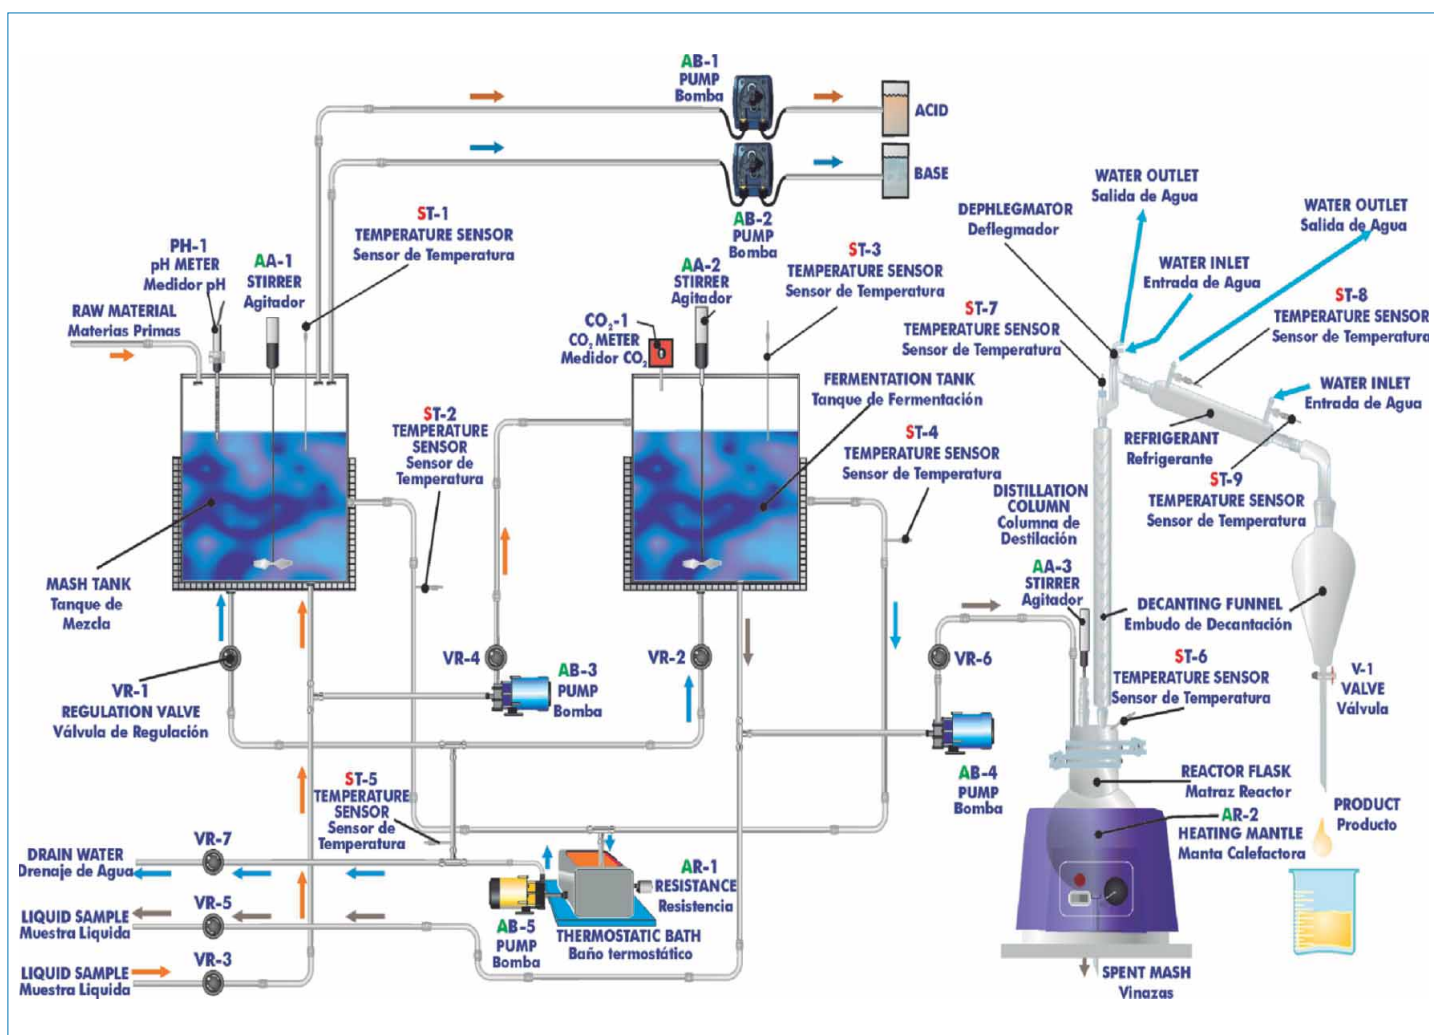 AB-1
PUMP
Bomba
ACID
BASE
AB-2
PUMP
Bomba
ST-1
TEMPERATURE SENSOR
Sensor de Temperatura
PH-1
pH METER
Medidor pH
AA-1
STIRRER
Agitador
RAW MATERIAL
Materias Primas
AA-2
STIRRER
Agitador
CO2-1
CO2 METER
Medidor CO2
ST-3
TEMPERATURE SENSOR
Sensor de Temperatura
FERMENTATION TANK
Tanque de Fermentación
DEPHLEGMATOR
Deflegmador
WATER OUTLET
Salida de Agua
WATER OUTLET
Salida de Agua
WATER INLET
Entrada de Agua
ST-7
TEMPERATURE SENSOR
Sensor de Temperatura
ST-8
TEMPERATURE SENSOR
Sensor de Temperatura
WATER INLET
Entrada de Agua
REFRIGERANT
Refrigerante
ST-9
TEMPERATURE SENSOR
Sensor de Temperatura
ST-2
TEMPERATURE
SENSOR
Sensor de
Temperatura
ST-4
TEMPERATURE SENSOR
Sensor de Temperatura
DISTILLATION
COLUMN
Columna de
Destilación
MASH TANK
Tanque de
Mezcla
AA-3
STIRRER
Agitador
DECANTING FUNNEL
Embudo de Decantación
VR-1
REGULATION VALVE
Válvula de Regulación
VR-4
AB-3
PUMP
Bomba
VR-2
VR-6
ST-6
TEMPERATURE SENSOR
Sensor de Temperatura
V-1
VALVE
Válvula
AB-4
PUMP
Bomba
REACTOR FLASK
Matraz Reactor
AR-2
HEATING MANTLE
Manta Calefactora
PRODUCT
Producto
ST-5
TEMPERATURE
SENSOR
Sensor de
Temperatura
VR-7
DRAIN WATER
Drenaje de Agua
AR-1
RESISTANCE
Resistencia
VR-5
LIQUID SAMPLE
Muestra Liquida
AB-5
PUMP
Bomba
THERMOSTATIC BATH
Baño termostático
VR-3
LIQUID SAMPLE
Muestra Liquida
SPENT MASH
Vinazas